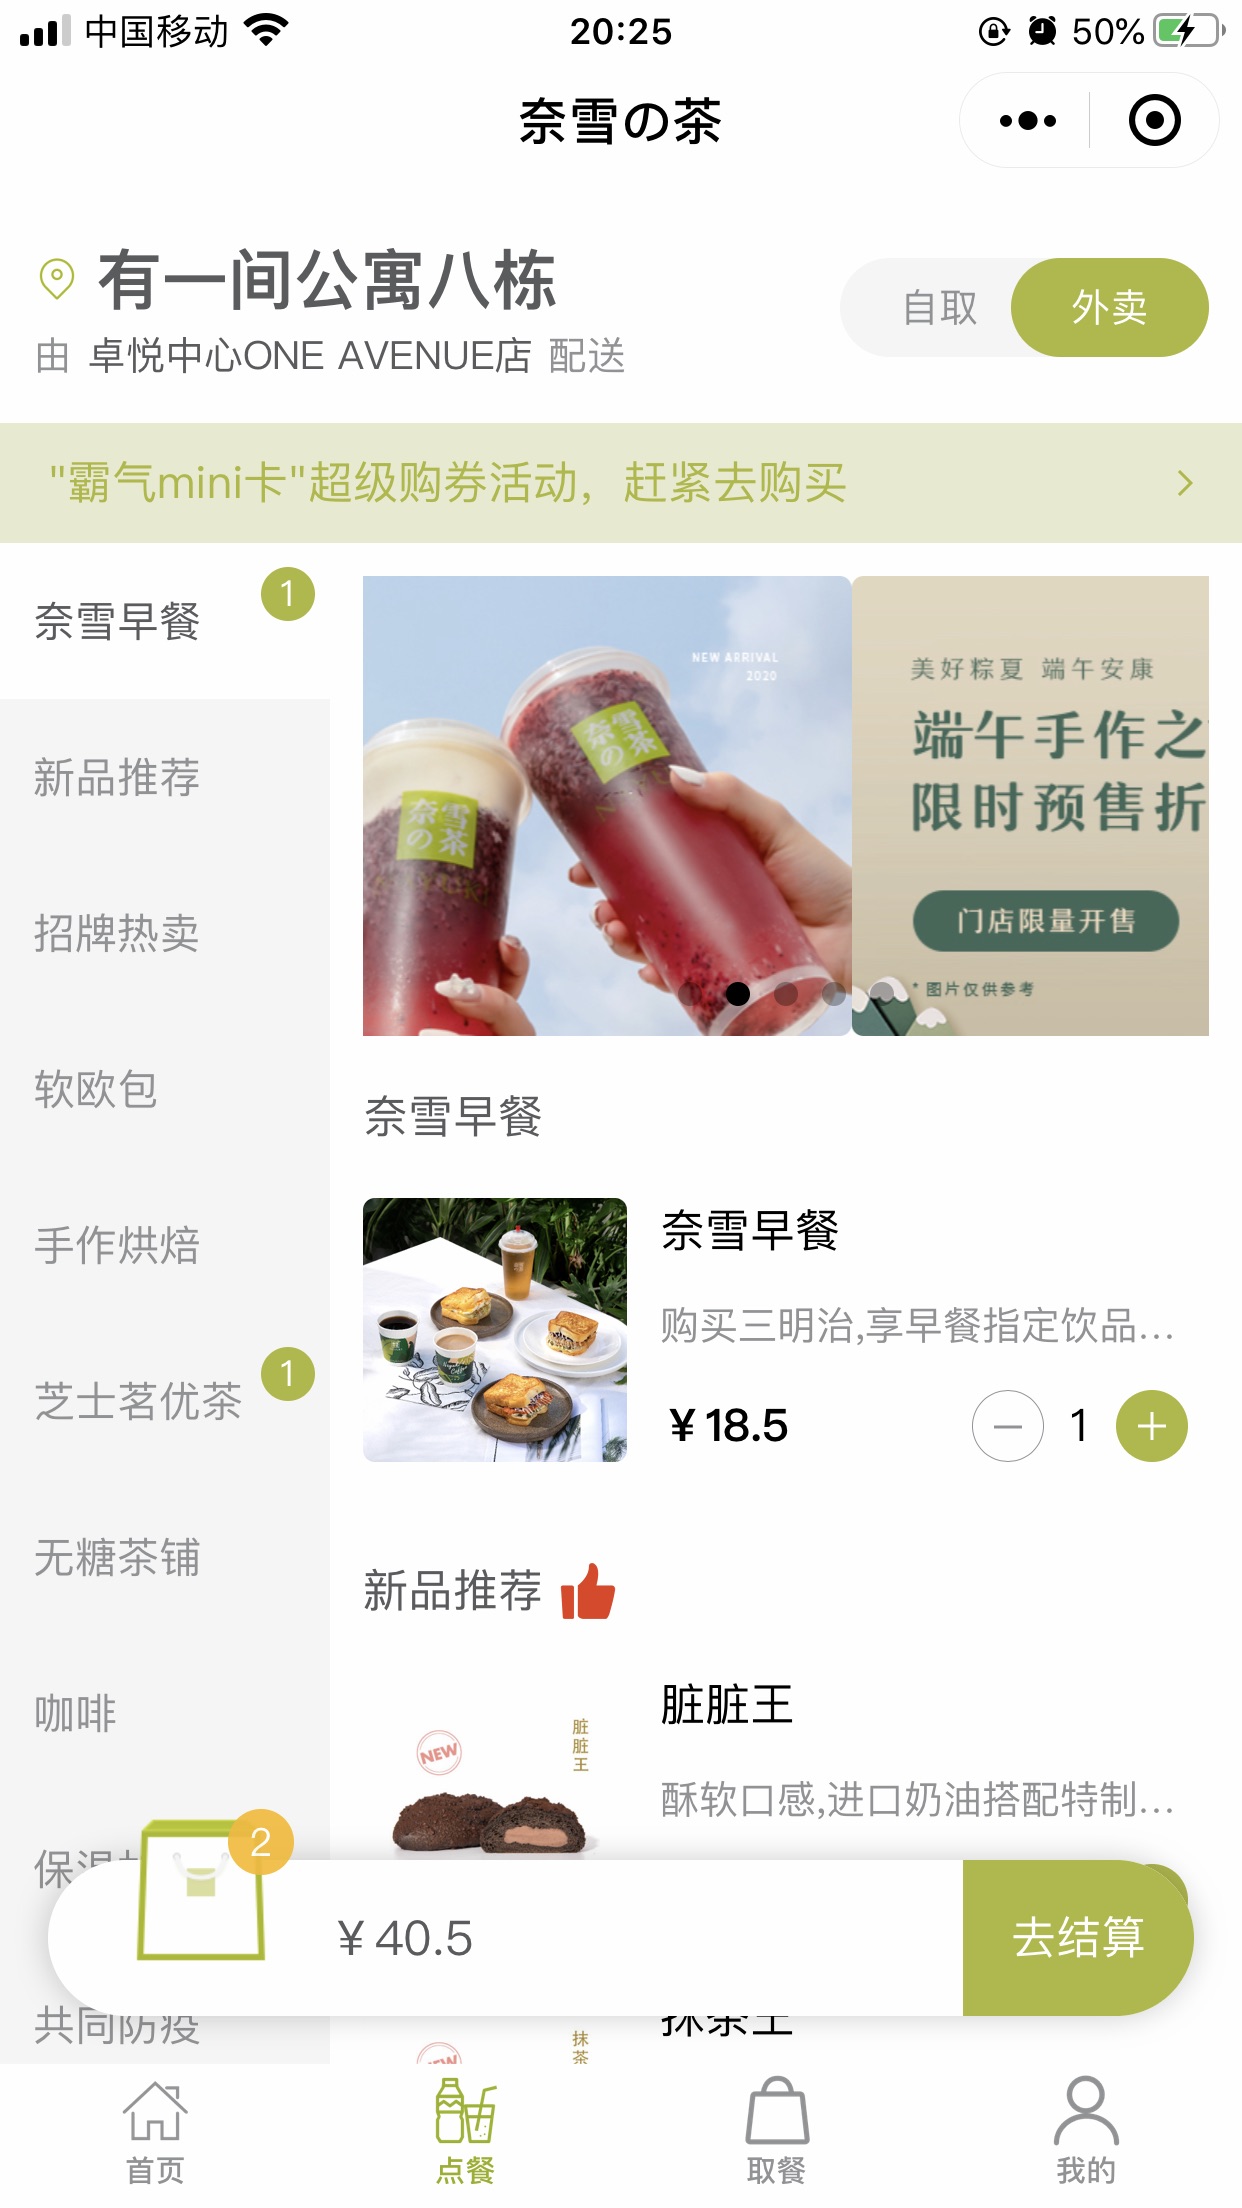 中国移动
20:25
50%
奈雪の茶
有一间公寓八栋
由 卓悦中心ONE AVENUE店 配送
自取
外卖
"霸气mini卡"超级购券活动，赶紧去购买
奈雪早餐
1
新品推荐
招牌热卖
软欧包
手作烘焙
芝士茗优茶
1
无糖茶铺
咖啡
共同防疫
NEW ARRIVAL
2020
奈雪
の茶
奈雪
の茶
美好粽夏 端午安康
端午手作之
限时预售折
门店限量开售
* 图片仅供参考
奈雪早餐
奈雪早餐
购买三明治,享早餐指定饮品...
¥ 18.5
1
新品推荐
NEW
脏脏王
脏脏王
酥软口感,进口奶油搭配特制...
2
¥ 40.5
去结算
NEW
抹茶
抹茶王
首页
点餐
取餐
我的